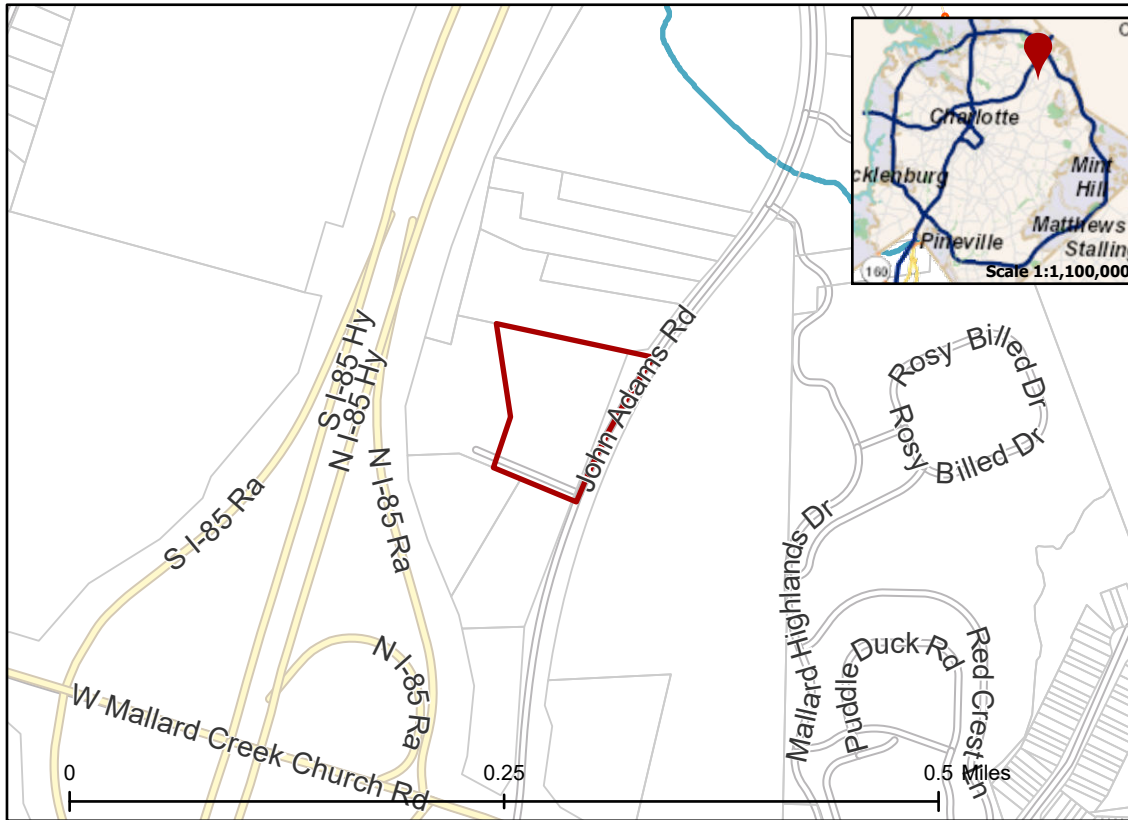 C
Charlotte
cklenburg
Mint
Hill
Matthews
Stalling
Pineville
160
Scale 1:1,100,000
S I-85 Hy
N I-85 Hy
John Adams Rd
Rosy Billed Dr
Rosy
Billed Dr
N I-85 Ra
S I-85 Ra
Mallard Highlands Dr
N I-85 Ra
Puddle
Duck Rd
Red Crest Ln
W Mallard Creek Church Rd
0
0.25
0.5 Miles